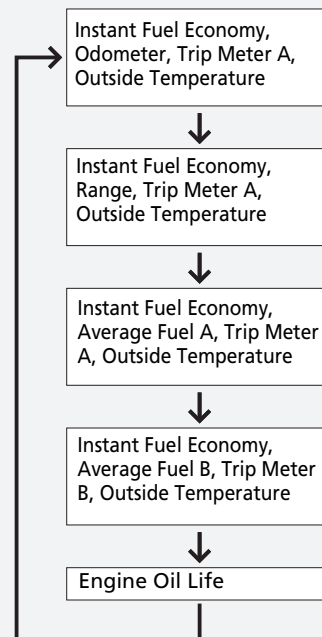 Instant Fuel Economy,
Odometer, Trip Meter A,
Outside Temperature
Instant Fuel Economy,
Range, Trip Meter A,
Outside Temperature
Instant Fuel Economy,
Average Fuel A, Trip Meter
A, Outside Temperature
Instant Fuel Economy,
Average Fuel B, Trip Meter
B, Outside Temperature
Engine Oil Life